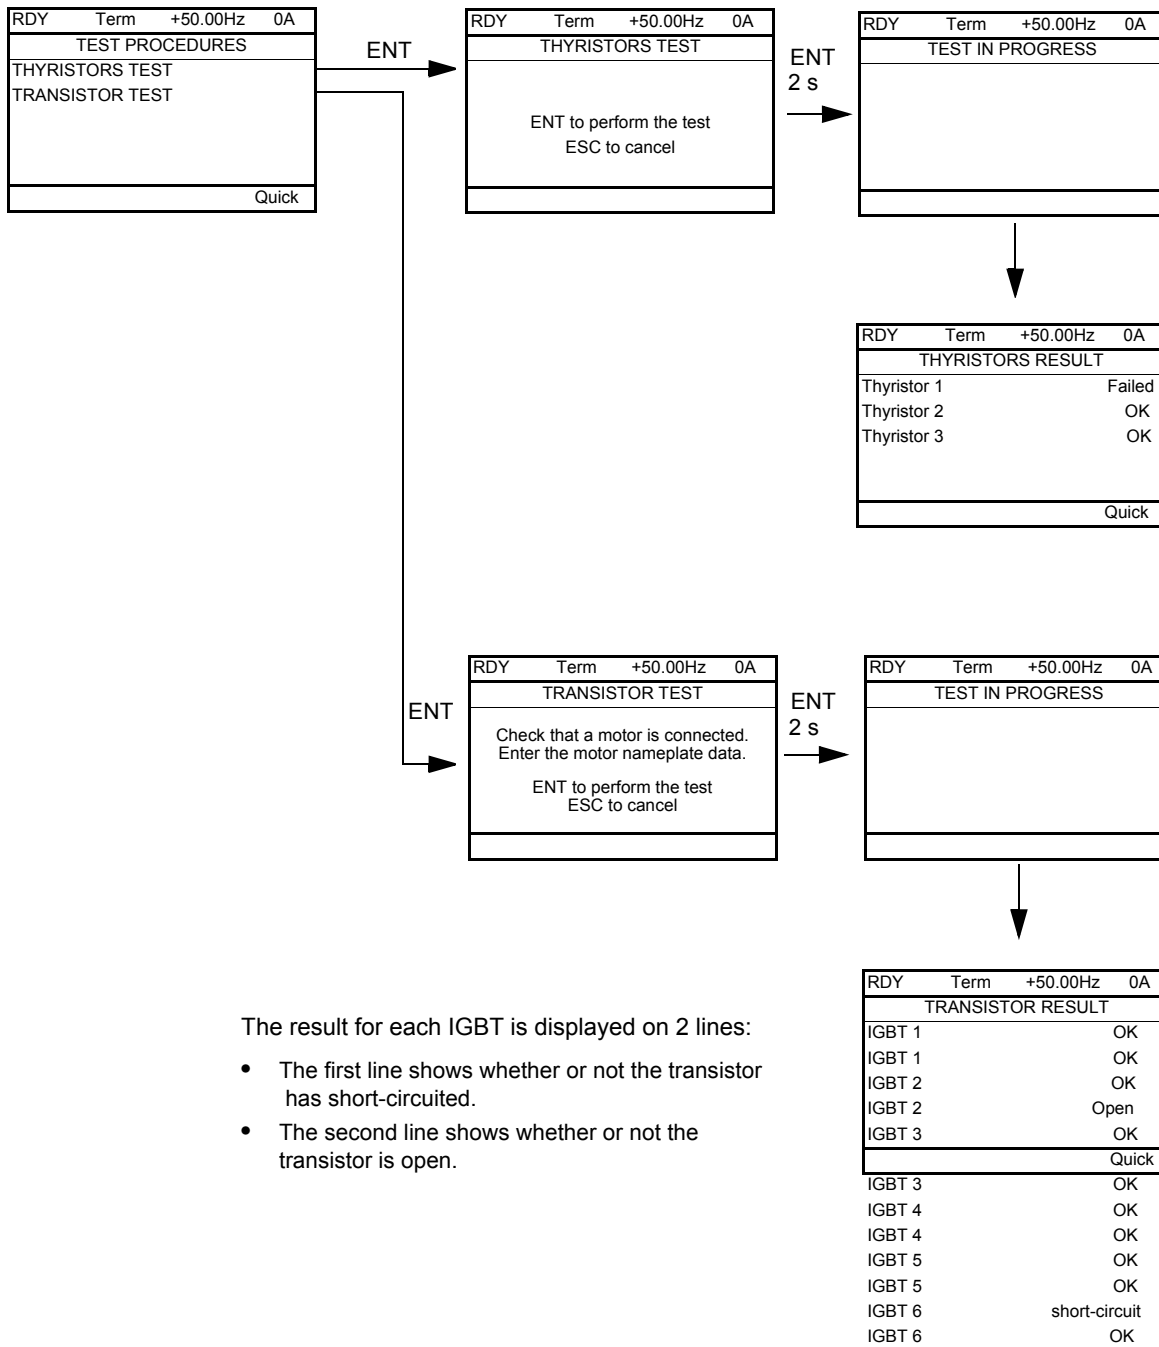 RDY Term +50.00Hz 0A
TEST PROCEDURES
THYRISTORS TEST
TRANSISTOR TEST
Quick
ENT
RDY Term +50.00Hz 0A
THYRISTORS TEST
ENT to perform the test
ESC to cancel
ENT
2 s
RDY Term +50.00Hz 0A
TEST IN PROGRESS
RDY Term +50.00Hz 0A
THYRISTORS RESULT
Thyristor 1 Failed
Thyristor 2 OK
Thyristor 3 OK
Quick
ENT
RDY Term +50.00Hz 0A
TRANSISTOR TEST
Check that a motor is connected.
Enter the motor nameplate data.
ENT to perform the test
ESC to cancel
ENT
2 s
RDY Term +50.00Hz 0A
TEST IN PROGRESS
The result for each IGBT is displayed on 2 lines:
• The first line shows whether or not the transistor
has short-circuited.
• The second line shows whether or not the
transistor is open.
RDY Term +50.00Hz 0A
TRANSISTOR RESULT
IGBT 1 OK
IGBT 1 OK
IGBT 2 OK
IGBT 2 Open
IGBT 3 OK
Quick
IGBT 3 OK
IGBT 4 OK
IGBT 4 OK
IGBT 5 OK
IGBT 5 OK
IGBT 6 short-circuit
IGBT 6 OK